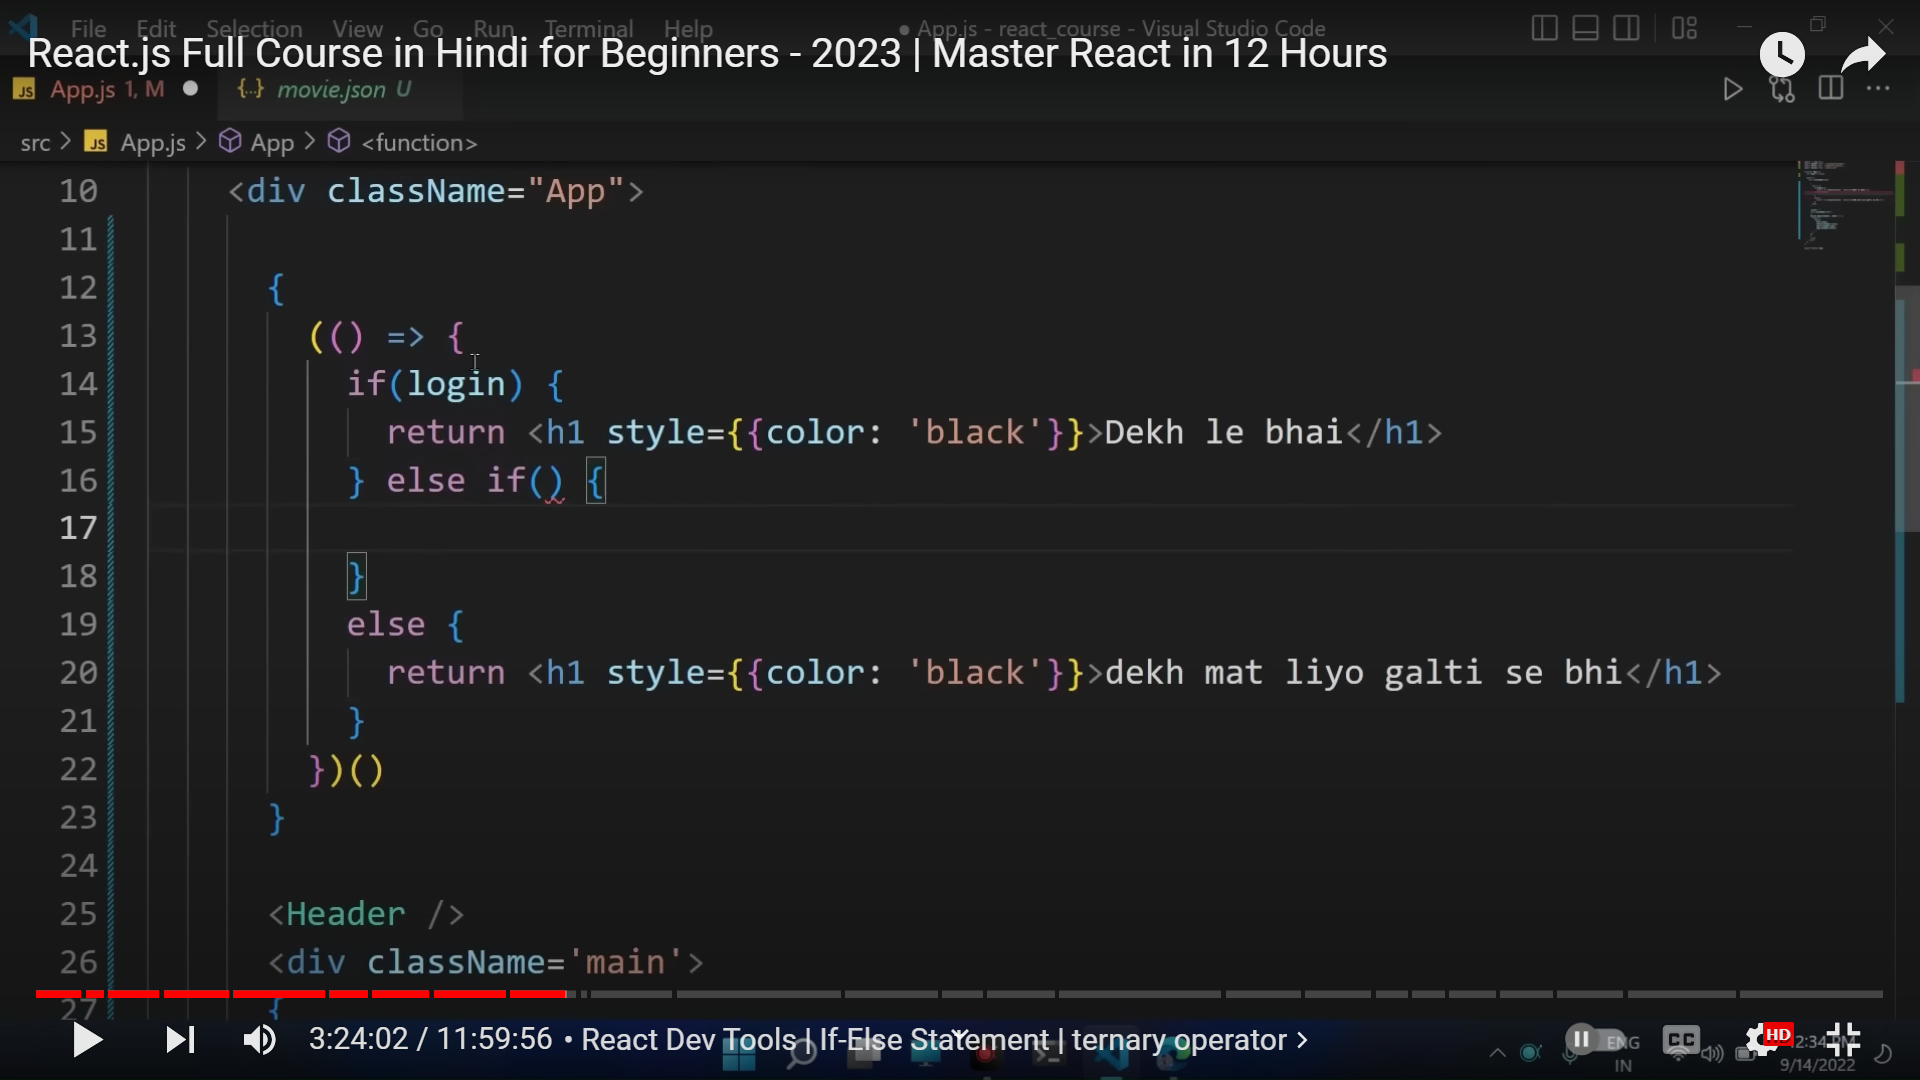 File Edit Selection View Go Run Terminal Help
● App.js - react_course - Visual Studio Code
React.js Full Course in Hindi for Beginners - 2023 | Master React in 12 Hours
JS App.js 1, M ● {..} movie.json U
src > JS App.js > App > <function>
10 <div className="App">
11
12 {
13 (() => {
14 if(login) {
15 return <h1 style={{color: 'black'}}>Dekh le bhai</h1>
16 } else if() {
17
18 }
19 else {
20 return <h1 style={{color: 'black'}}>dekh mat liyo galti se bhi</h1>
21 }
22 })()
23 }
24
25 <Header />
26 <div className='main'>
27 {
3:24:02 / 11:59:56 • React Dev Tools | If-Else Statement | ternary operator >
CC
HD
ENG
IN
2:34 PM
9/14/2022